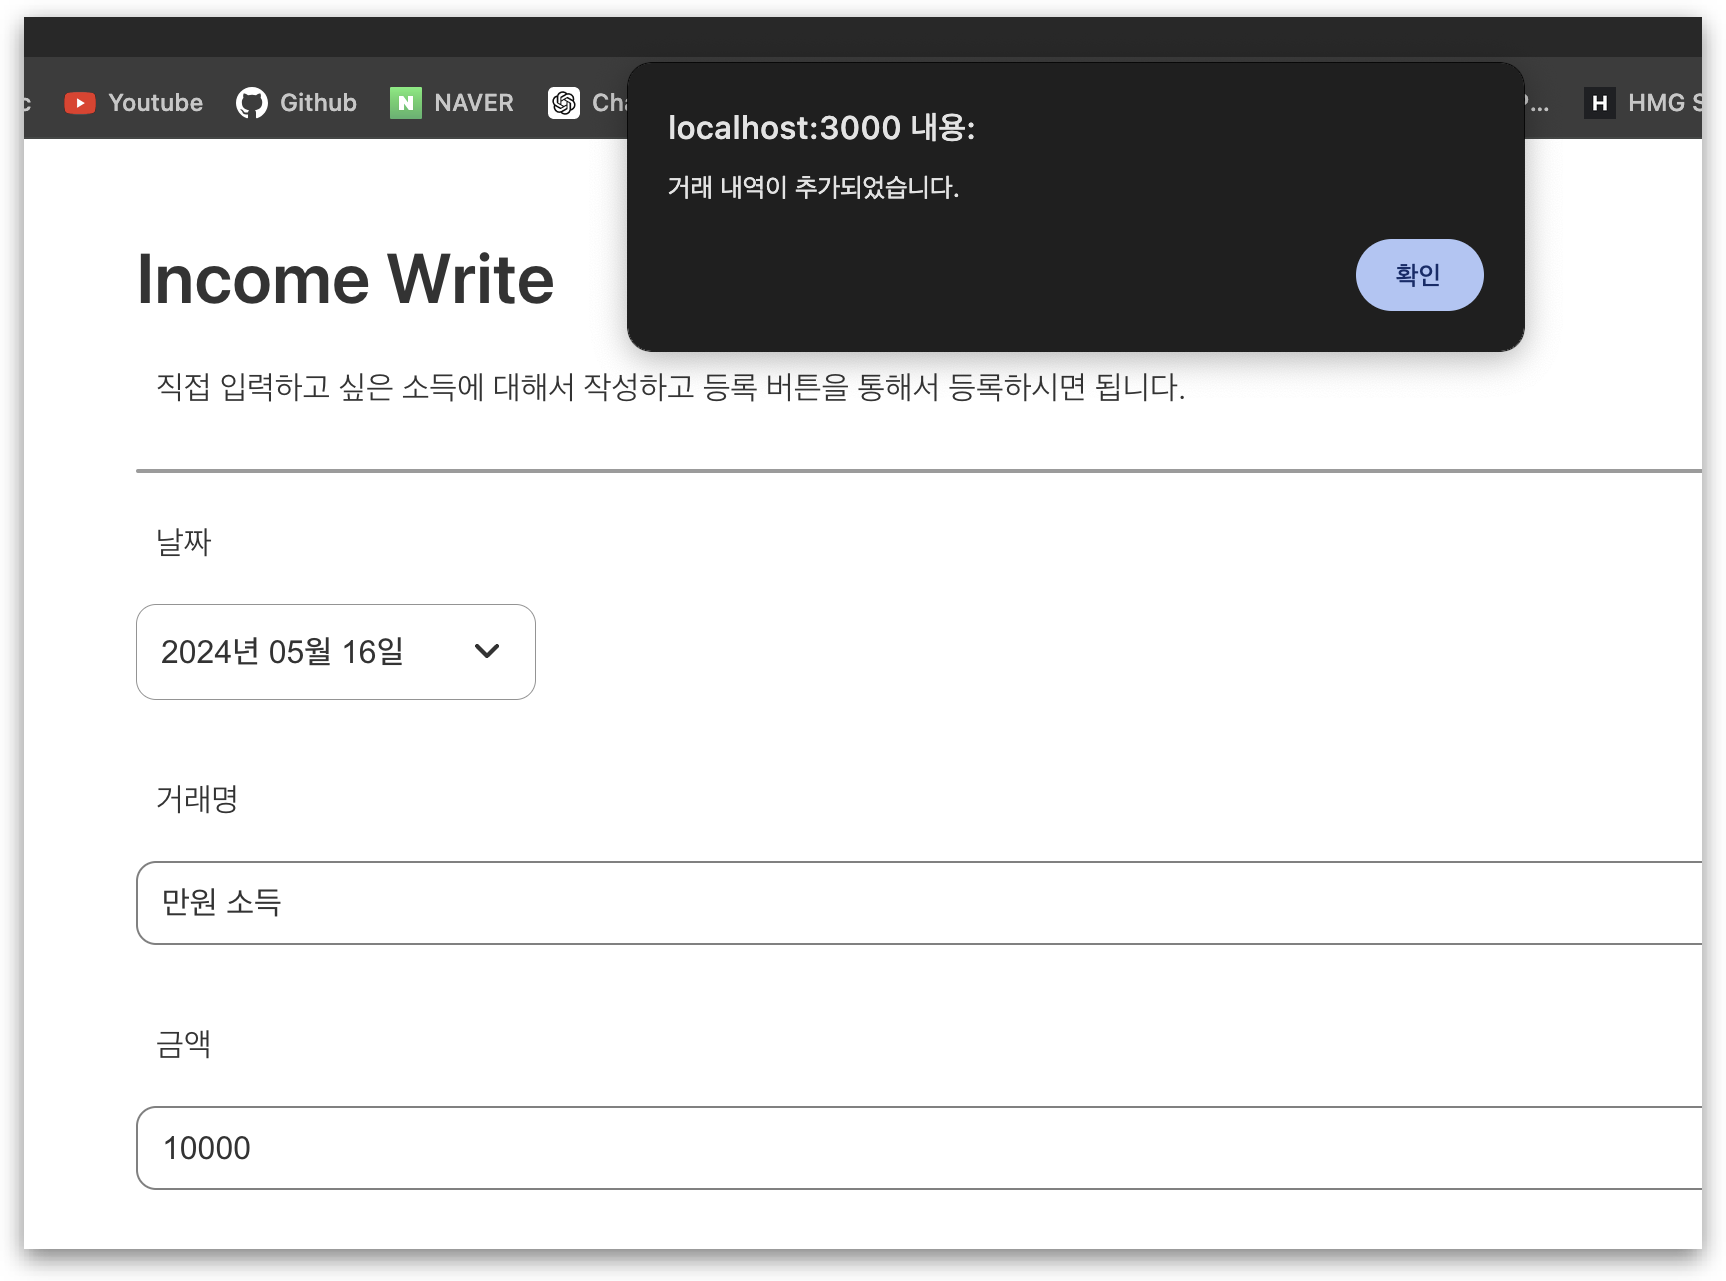 Youtube Github NAVER HMG
localhost:3000 내용:
거래 내역이 추가되었습니다.
확인
Income Write
직접 입력하고 싶은 소득에 대해서 작성하고 등록 버튼을 통해서 등록하시면 됩니다.
날짜
2024년 05월 16일
거래명
만원 소득
금액
10000